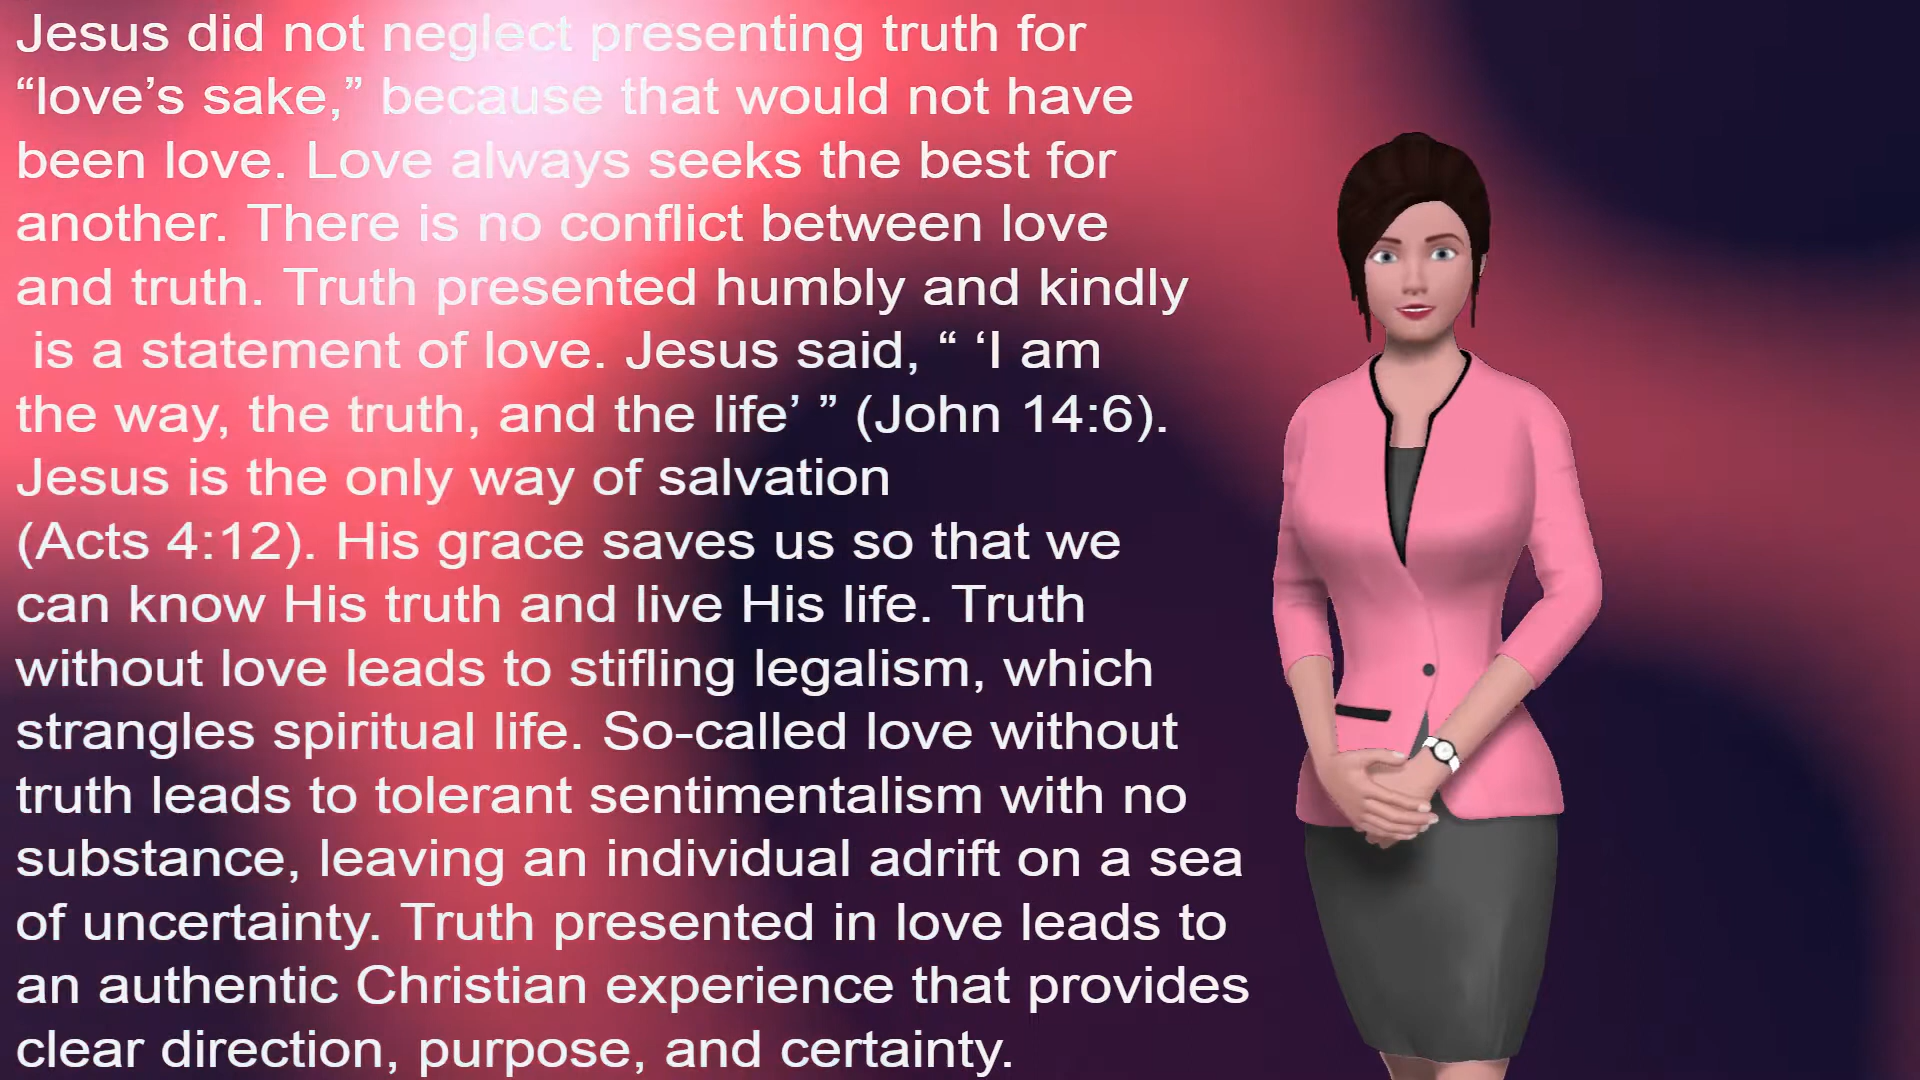 Jesus did not neglect presenting truth for
“love’s sake,” because that would not have
been love. Love always seeks the best for
another. There is no conflict between love
and truth. Truth presented humbly and kindly
is a statement of love. Jesus said, “ ‘I am
the way, the truth, and the life’ ” (John 14:6).
Jesus is the only way of salvation
(Acts 4:12). His grace saves us so that we
can know His truth and live His life. Truth
without love leads to stifling legalism, which
strangles spiritual life. So-called love without
truth leads to tolerant sentimentalism with no
substance, leaving an individual adrift on a sea
of uncertainty. Truth presented in love leads to
an authentic Christian experience that provides
clear direction, purpose, and certainty.